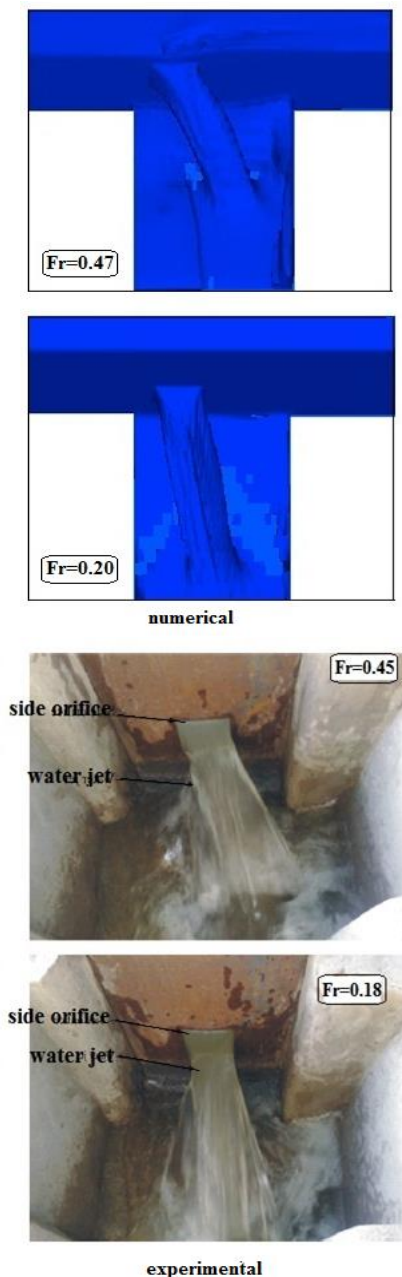 Fr=0.47
Fr=0.20
numerical
Fr=0.45
side orifice
water jet
Fr=0.18
side orifice
water jet
experimental